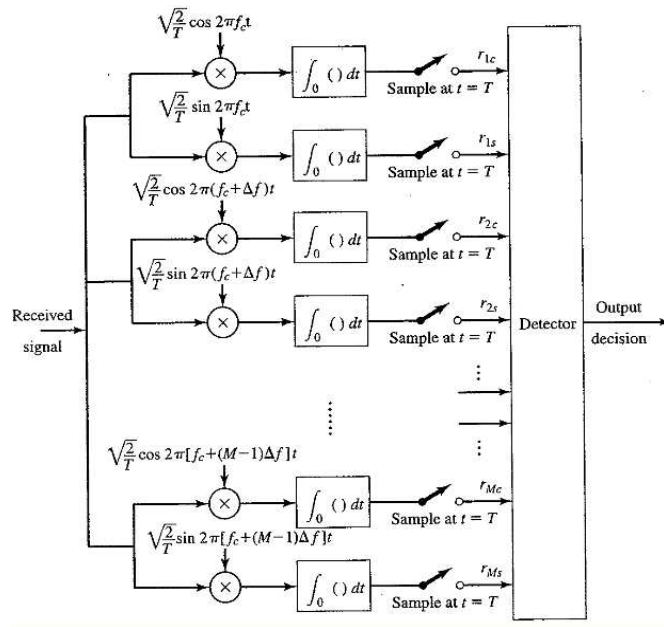 √2/T cos 2πf_c t
∫_0 ( ) dt
r_1c
Sample at t = T
√2/T sin 2πf_c t
∫_0 ( ) dt
r_1s
Sample at t = T
√2/T cos 2π(f_c+Δf)t
∫_0 ( ) dt
r_2c
Sample at t = T
√2/T sin 2π(f_c+Δf)t
∫_0 ( ) dt
r_2s
Sample at t = T
Received
signal
Detector
Output
decision
√2/T cos 2π[f_c+(M−1)Δf]t
∫_0 ( ) dt
r_Mc
Sample at t = T
√2/T sin 2π[f_c+(M−1)Δf]t
∫_0 ( ) dt
r_Ms
Sample at t = T